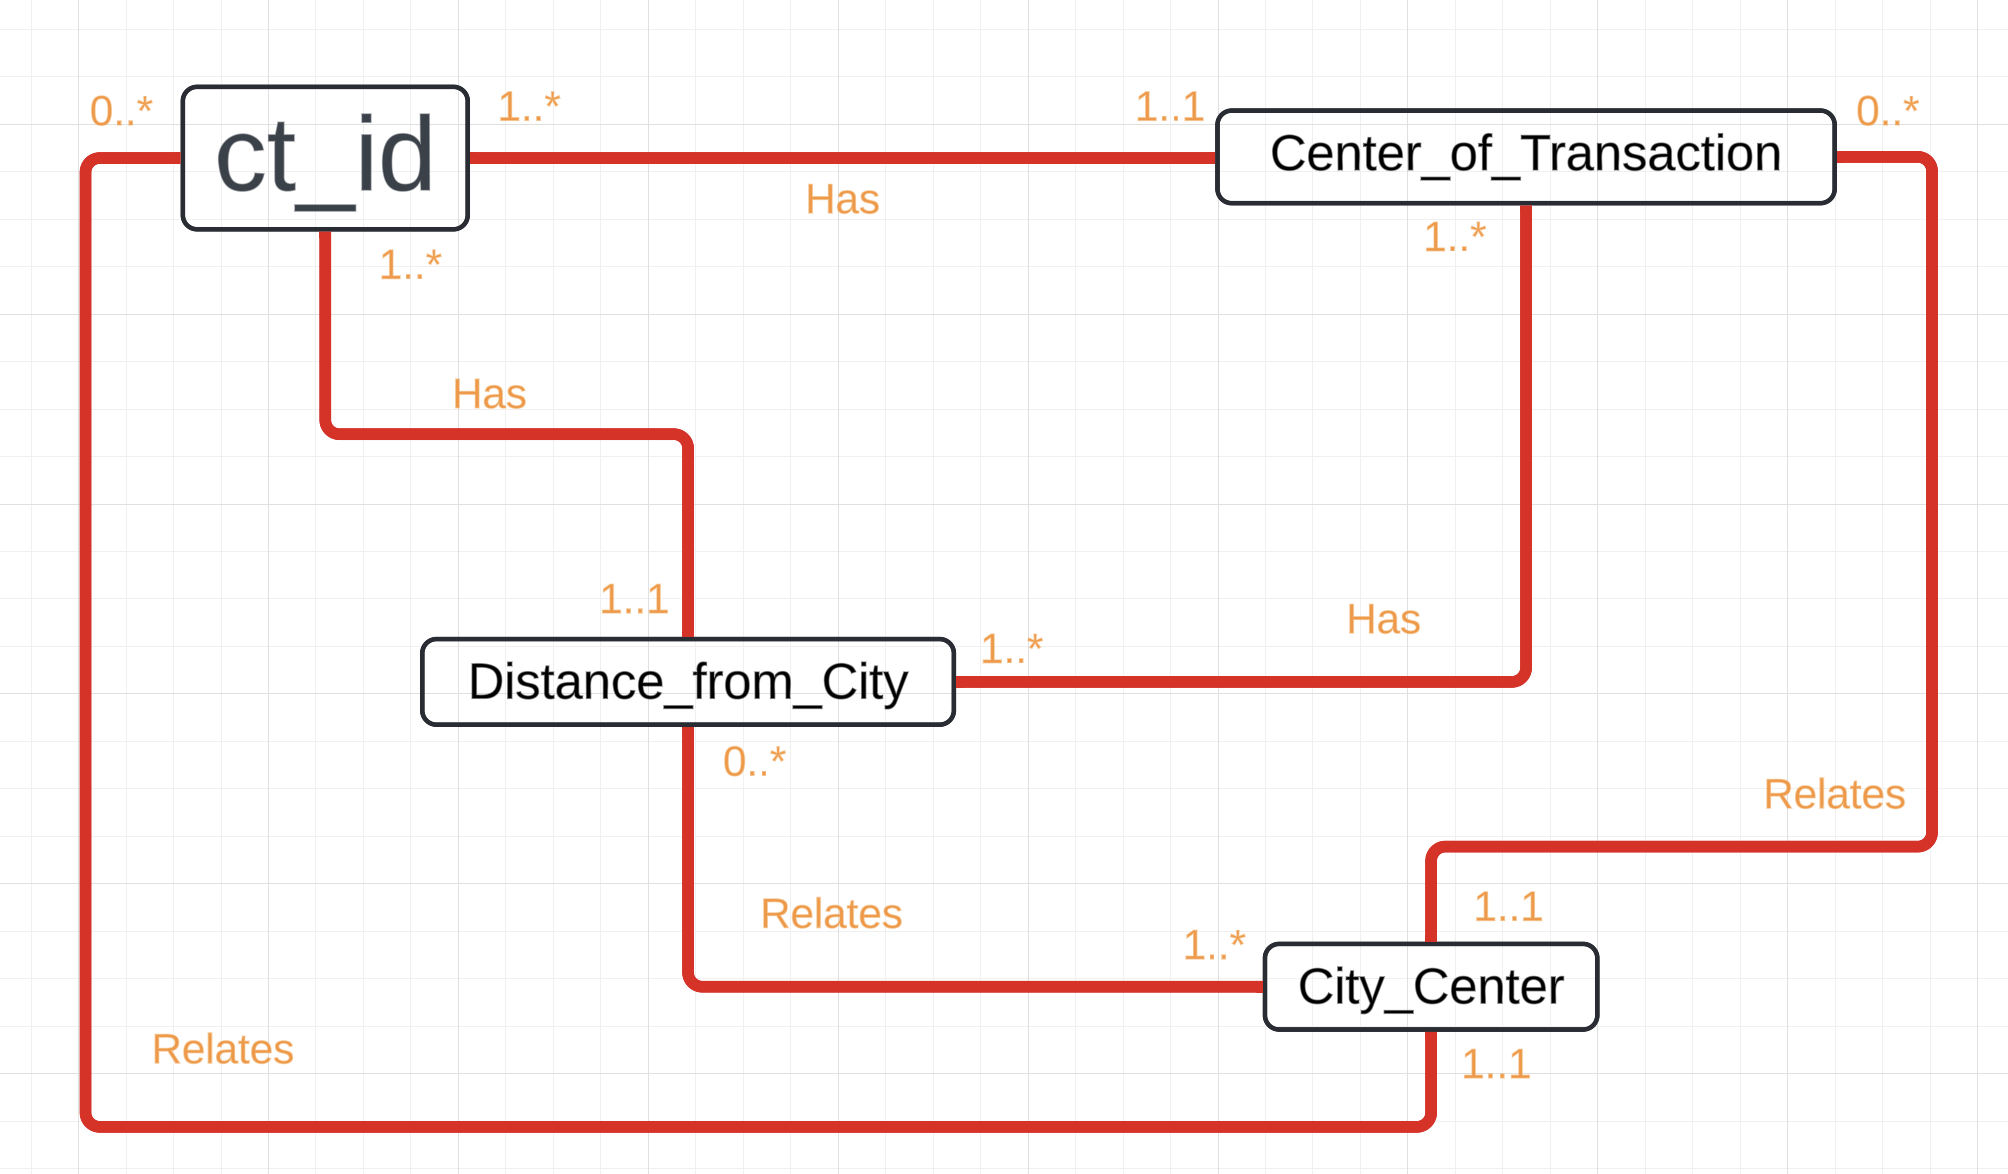 0..*
ct_id
1..*
1..1
Center_of_Transaction
0..*
Has
1..*
1..*
Has
1..1
Has
1..*
Distance_from_City
0..*
Relates
1..1
Relates
1..*
City_Center
Relates
1..1